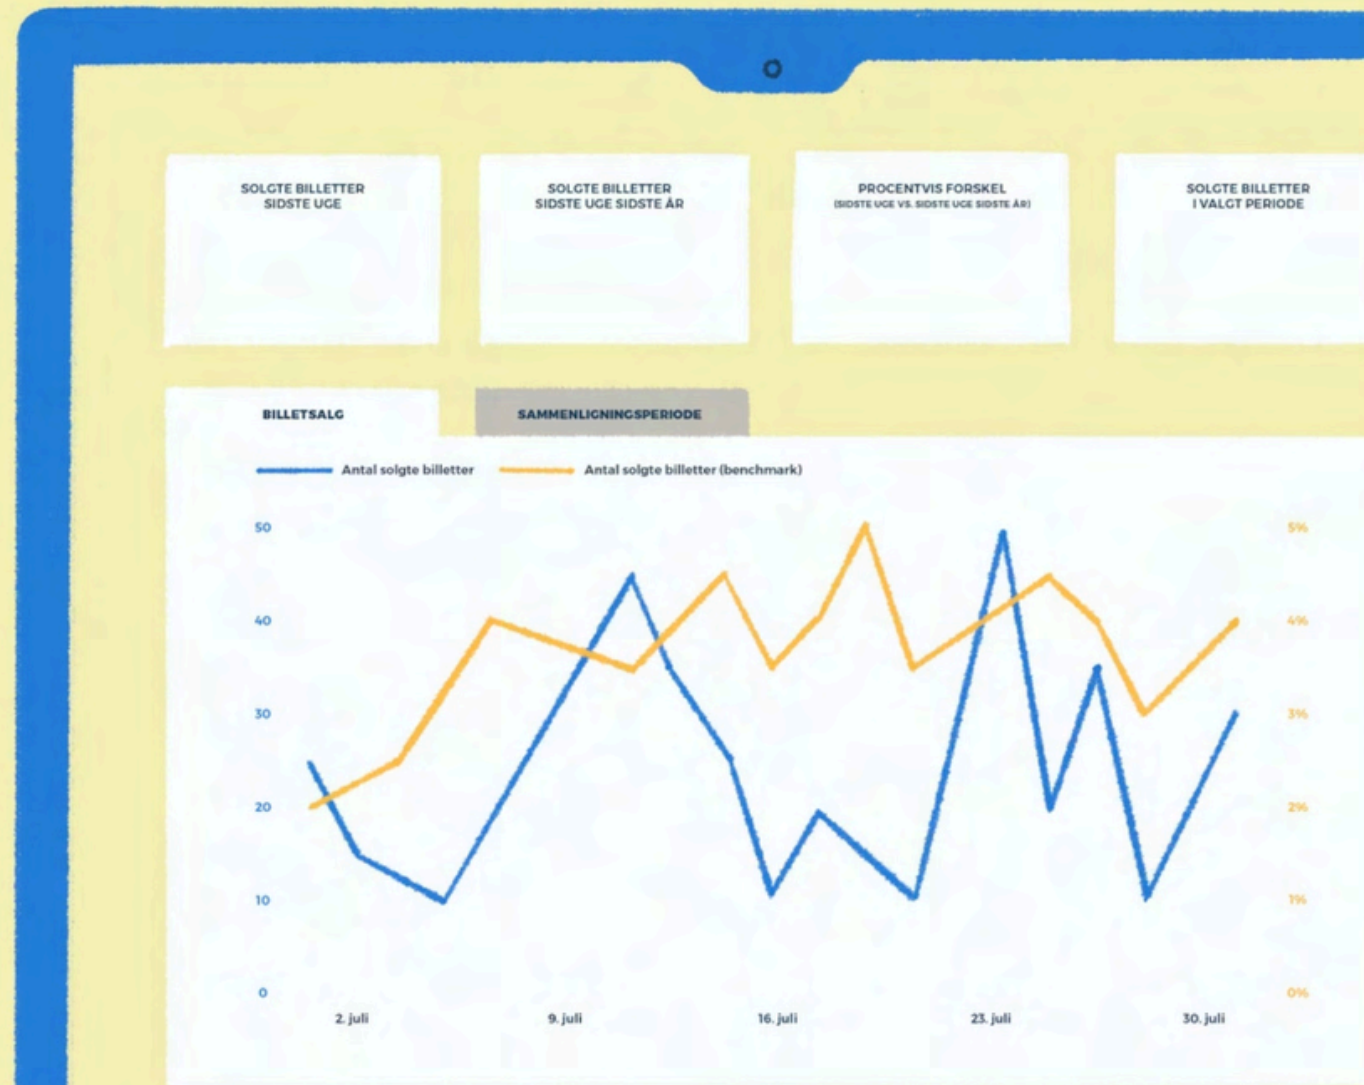 SOLGTE BILLETTER
SIDSTE UGE
SOLGTE BILLETTER
SIDSTE UGE SIDSTE ÅR
PROCENTVIS FORSKEL
(SIDSTE UGE VS. SIDSTE UGE SIDSTE ÅR)
SOLGTE BILLETTER
I VALGT PERIODE
BILLETSALG
SAMMENLIGNINGSPERIODE
Antal solgte billetter
Antal solgte billetter (benchmark)
50
40
30
20
10
0
5%
4%
3%
2%
1%
0%
2. juli
9. juli
16. juli
23. juli
30. juli